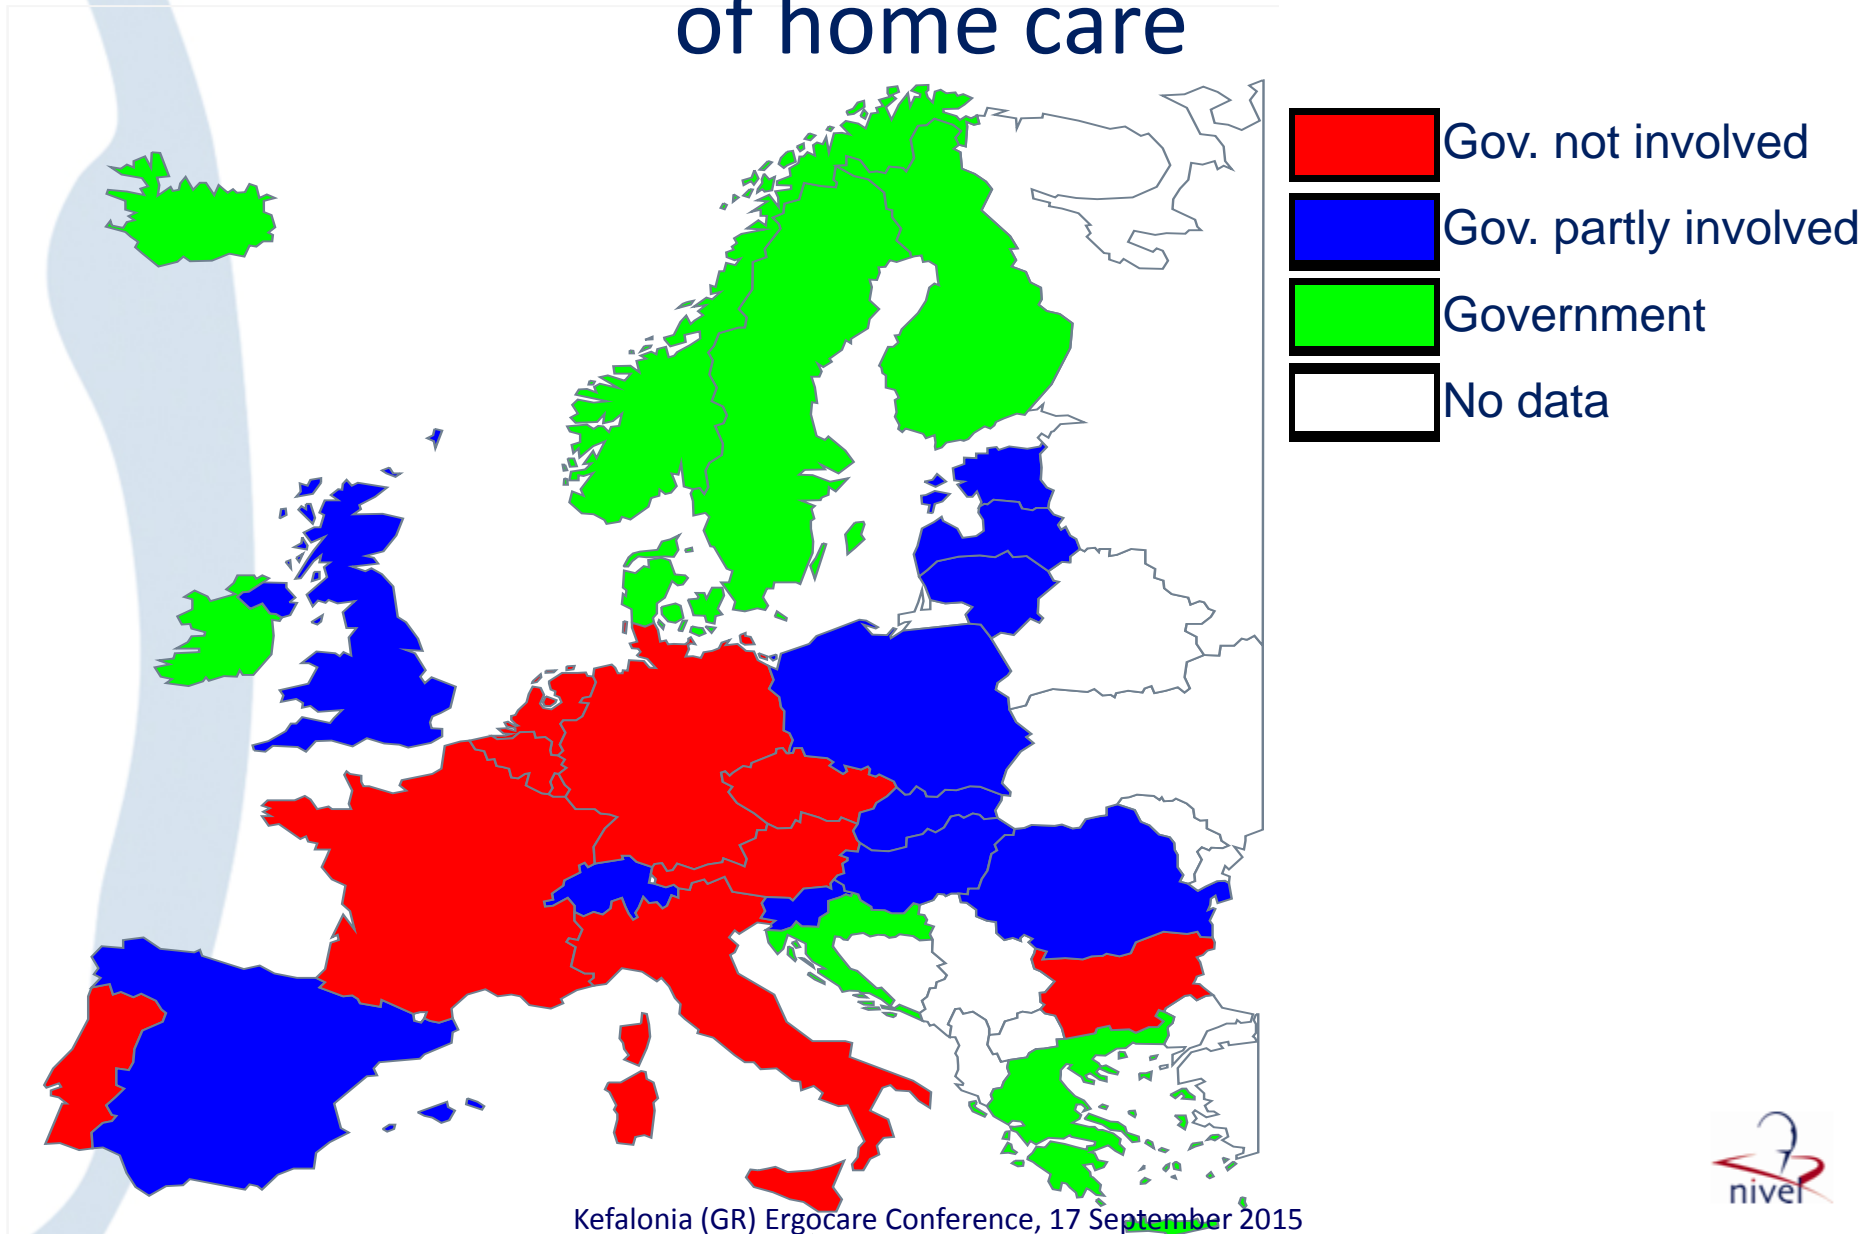 of home care
Gov. not involved
Gov. partly involved
Government
No data
Kefalonia (GR) Ergocare Conference, 17 September 2015
nivel